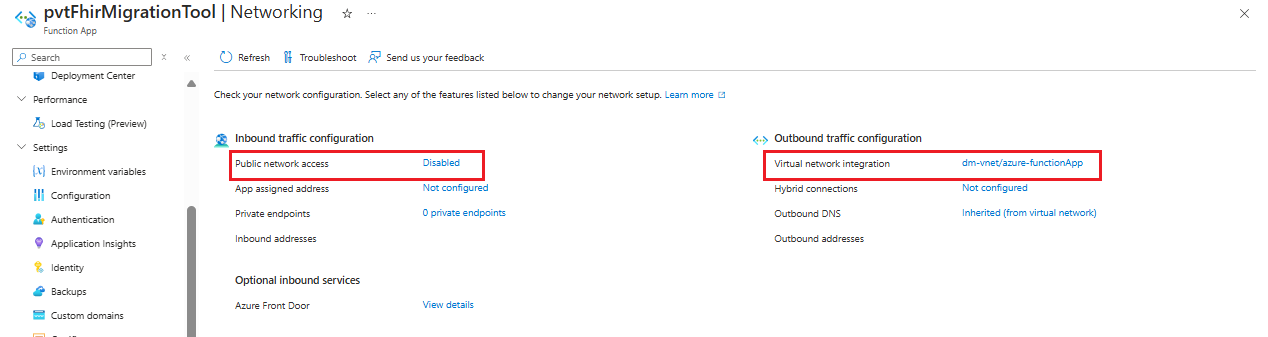 pvtFhirMigrationTool | Networking ☆ ...
Function App
Search
Refresh Troubleshoot Send us your feedback
Deployment Center
Performance
Load Testing (Preview)
Settings
Environment variables
Configuration
Authentication
Application Insights
Identity
Backups
Custom domains
Check your network configuration. Select any of the features listed below to change your network setup. Learn more
Inbound traffic configuration
Public network access Disabled
App assigned address Not configured
Private endpoints 0 private endpoints
Inbound addresses
Optional inbound services
Azure Front Door View details
Outbound traffic configuration
Virtual network integration dm-vnet/azure-functionApp
Hybrid connections Not configured
Outbound DNS Inherited (from virtual network)
Outbound addresses